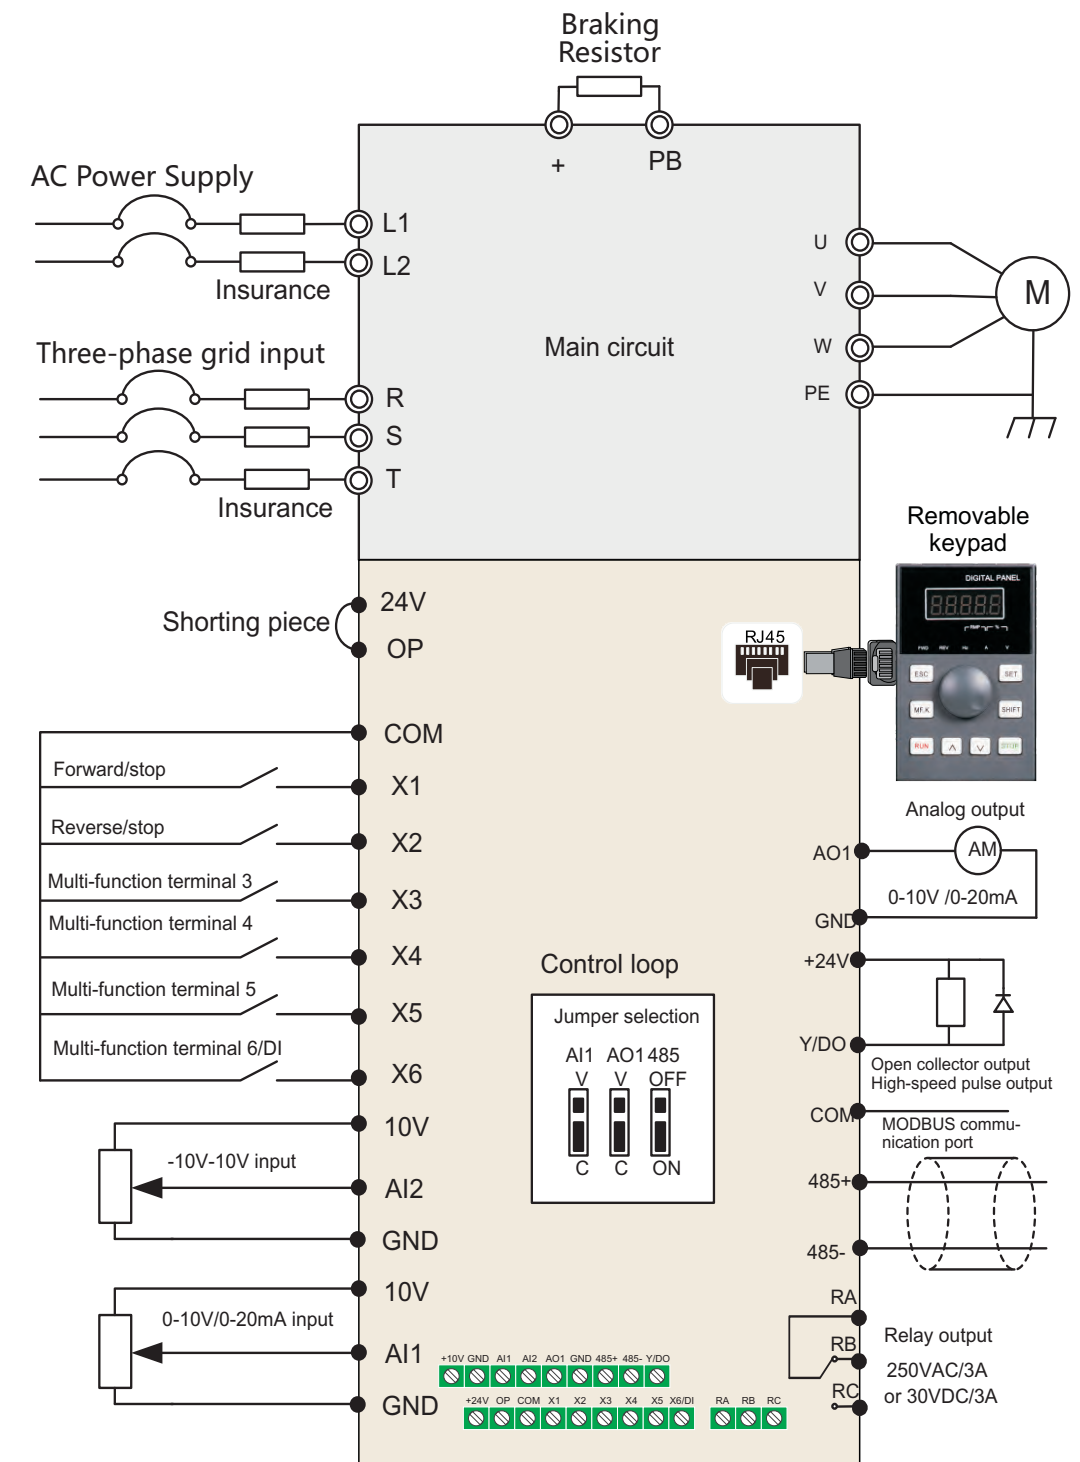 Braking
Resistor
+
PB
AC Power Supply
L1
L2
Insurance
U
V
W
PE
M
Main circuit
Three-phase grid input
R
S
T
Insurance
Removable
keypad
DIGITAL PANEL
88888
FWD REV Hz A V
ESC
SET
MF.K
SHIFT
RUN
STOP
RJ45
24V
Shorting piece
OP
COM
Forward/stop
X1
Reverse/stop
X2
Multi-function terminal 3
X3
Multi-function terminal 4
X4
Multi-function terminal 5
X5
Multi-function terminal 6/DI
X6
Analog output
AO1
AM
0-10V /0-20mA
GND
+24V
Y/DO
Open collector output
High-speed pulse output
COM
MODBUS commu-
nication port
485+
485-
Control loop
Jumper selection
AI1 AO1 485
V V OFF
C C ON
10V
-10V-10V input
AI2
GND
10V
0-10V/0-20mA input
AI1
GND
RA
RB
RC
Relay output
250VAC/3A
or 30VDC/3A
+10V GND AI1 AI2 AO1 GND 485+ 485- Y/DO
+24V OP COM X1 X2 X3 X4 X5 X6/DI RA RB RC